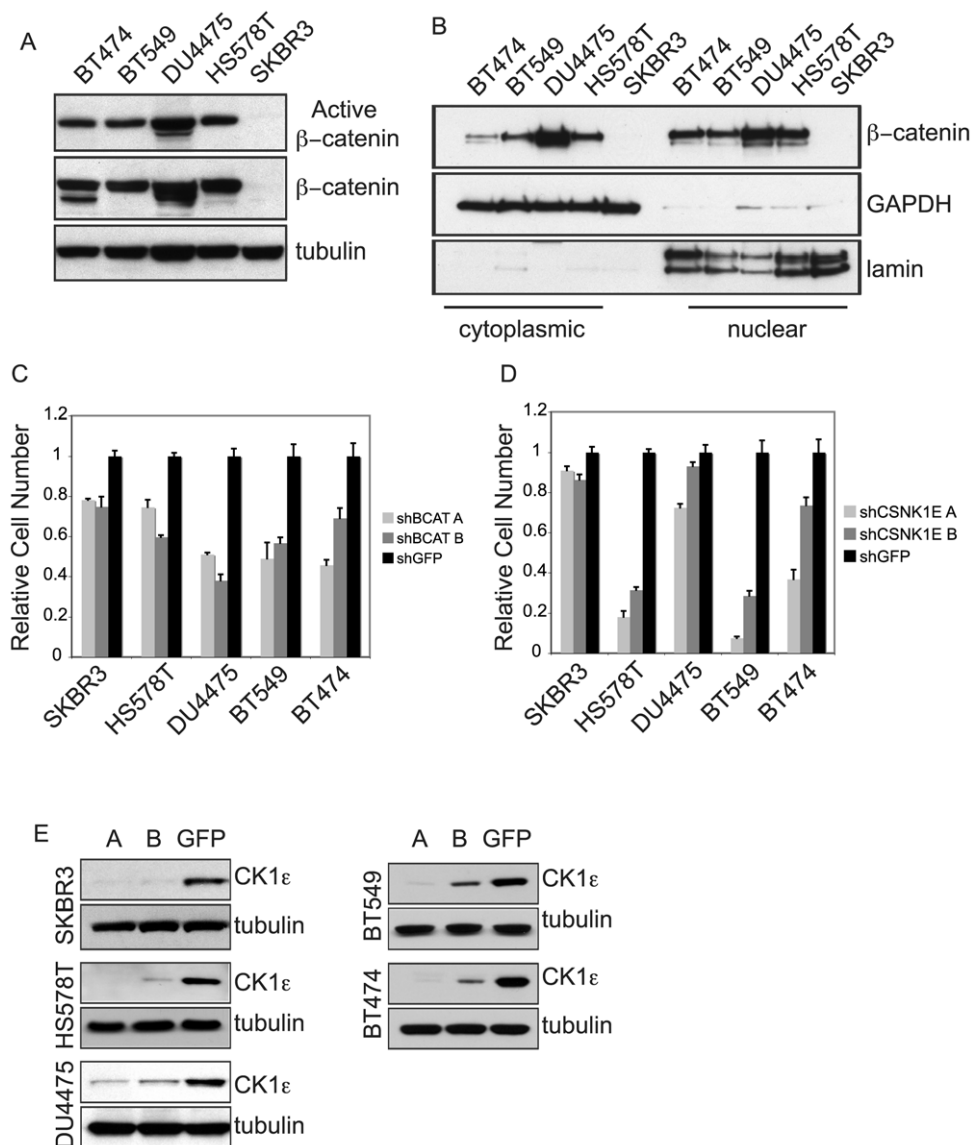 A
BT474
BT549
DU4475
HS578T
SKBR3
Active
β−catenin
β−catenin
tubulin
B
BT474
BT549
DU4475
HS578T
SKBR3
BT474
BT549
DU4475
HS578T
SKBR3
β−catenin
GAPDH
lamin
cytoplasmic
nuclear
C
Relative Cell Number
1.2
1
0.8
0.6
0.4
0.2
0
SKBR3
HS578T
DU4475
BT549
BT474
shBCAT A
shBCAT B
shGFP
D
Relative Cell Number
1.2
1
0.8
0.6
0.4
0.2
0
SKBR3
HS578T
DU4475
BT549
BT474
shCSNK1E A
shCSNK1E B
shGFP
E
A B GFP
SKBR3
CK1ε
tubulin
HS578T
CK1ε
tubulin
DU4475
CK1ε
tubulin
A B GFP
BT549
CK1ε
tubulin
BT474
CK1ε
tubulin